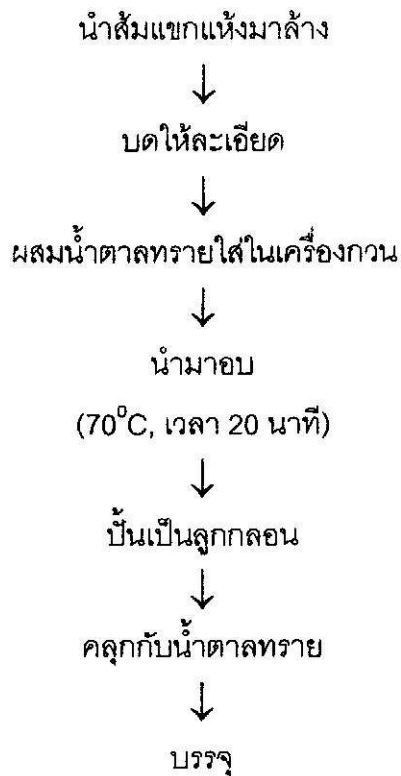 นำส้มแขกแห้งมาล้าง
↓
บดให้ละเอียด
↓
ผสมน้ำตาลทรายใส่ในเครื่องกวน
↓
นำมาอบ
(70⁰C, เวลา 20 นาที)
↓
ปั้นเป็นลูกกลอน
↓
คลุกกับน้ำตาลทราย
↓
บรรจุ